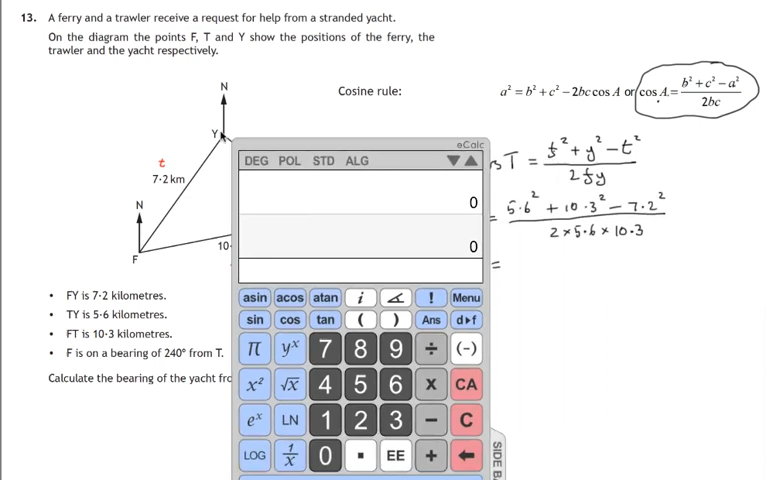 13. A ferry and a trawler receive a request for help from a stranded yacht.
On the diagram the points F, T and Y show the positions of the ferry, the
trawler and the yacht respectively.
N
Cosine rule:
a² = b² + c² − 2bc cos A or cos A = (b² + c² − a²) / 2bc
Y
t
7·2 km
N
F
10·
T = (f² + y² − t²) / 2fy
= (5·6² + 10·3² − 7·2²) / (2×5·6×10·3)
=
eCalc
DEG POL STD ALG
0
0
asin acos atan i ∠ ! Menu
sin cos tan ( ) Ans d▸f
π yˣ 7 8 9 ÷ (−)
x² √x 4 5 6 x CA
eˣ LN 1 2 3 − C
LOG 1/x 0 . EE +
SIDE B
• FY is 7·2 kilometres.
• TY is 5·6 kilometres.
• FT is 10·3 kilometres.
• F is on a bearing of 240° from T.
Calculate the bearing of the yacht